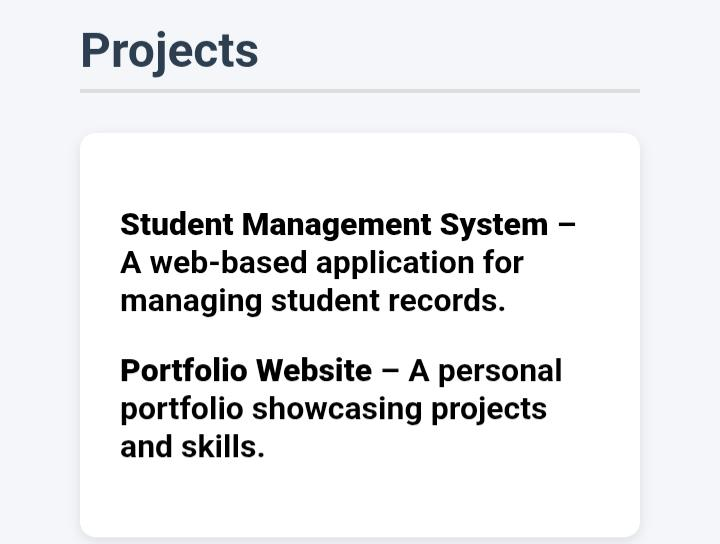 Projects
Student Management System –
A web-based application for
managing student records.
Portfolio Website – A personal
portfolio showcasing projects
and skills.